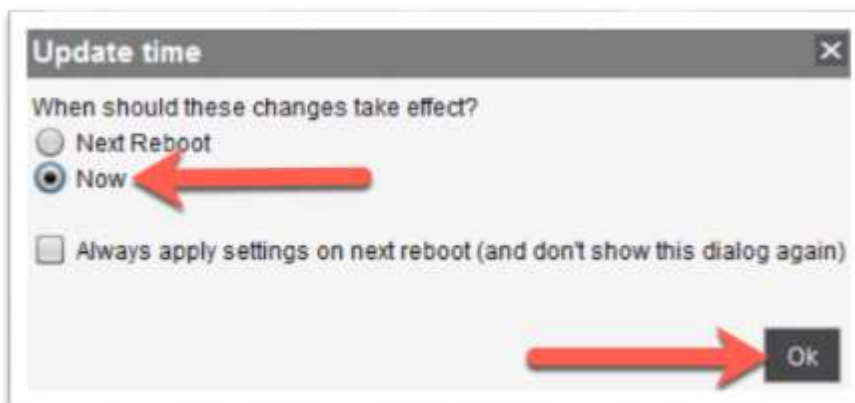 Update time
When should these changes take effect?
Next Reboot
Now
Always apply settings on next reboot (and don't show this dialog again)
Ok